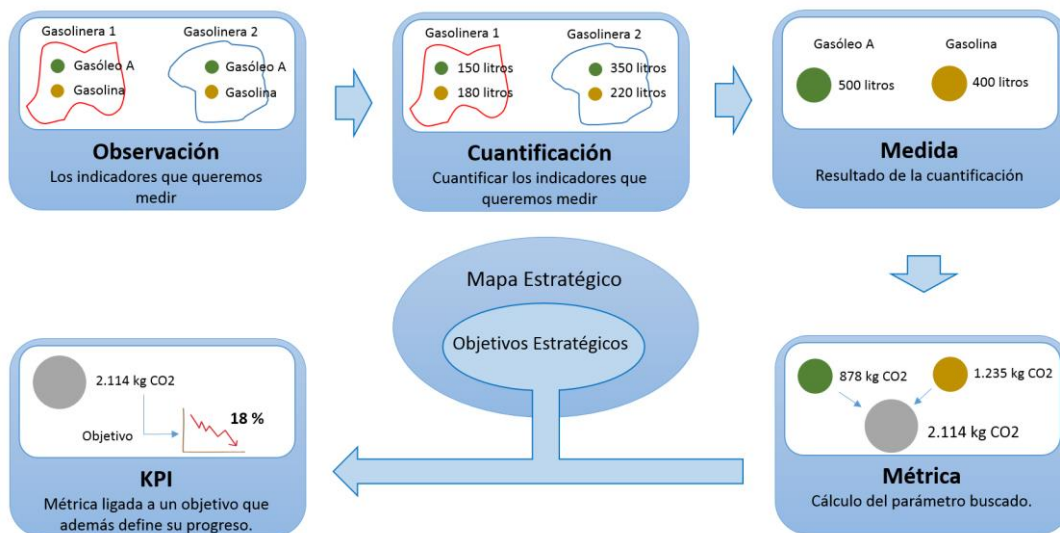 Gasolinera 1
Gasóleo A
Gasolina
Gasolinera 2
Gasóleo A
Gasolina
Observación
Los indicadores que queremos
medir
Gasolinera 1
150 litros
180 litros
Gasolinera 2
350 litros
220 litros
Cuantificación
Cuantificar los indicadores que
queremos medir
Gasóleo A
500 litros
Gasolina
400 litros
Medida
Resultado de la cuantificación
Mapa Estratégico
Objetivos Estratégicos
2.114 kg CO2
Objetivo
18 %
KPI
Métrica ligada a un objetivo que
además define su progreso.
878 kg CO2
1.235 kg CO2
2.114 kg CO2
Métrica
Cálculo del parámetro buscado.